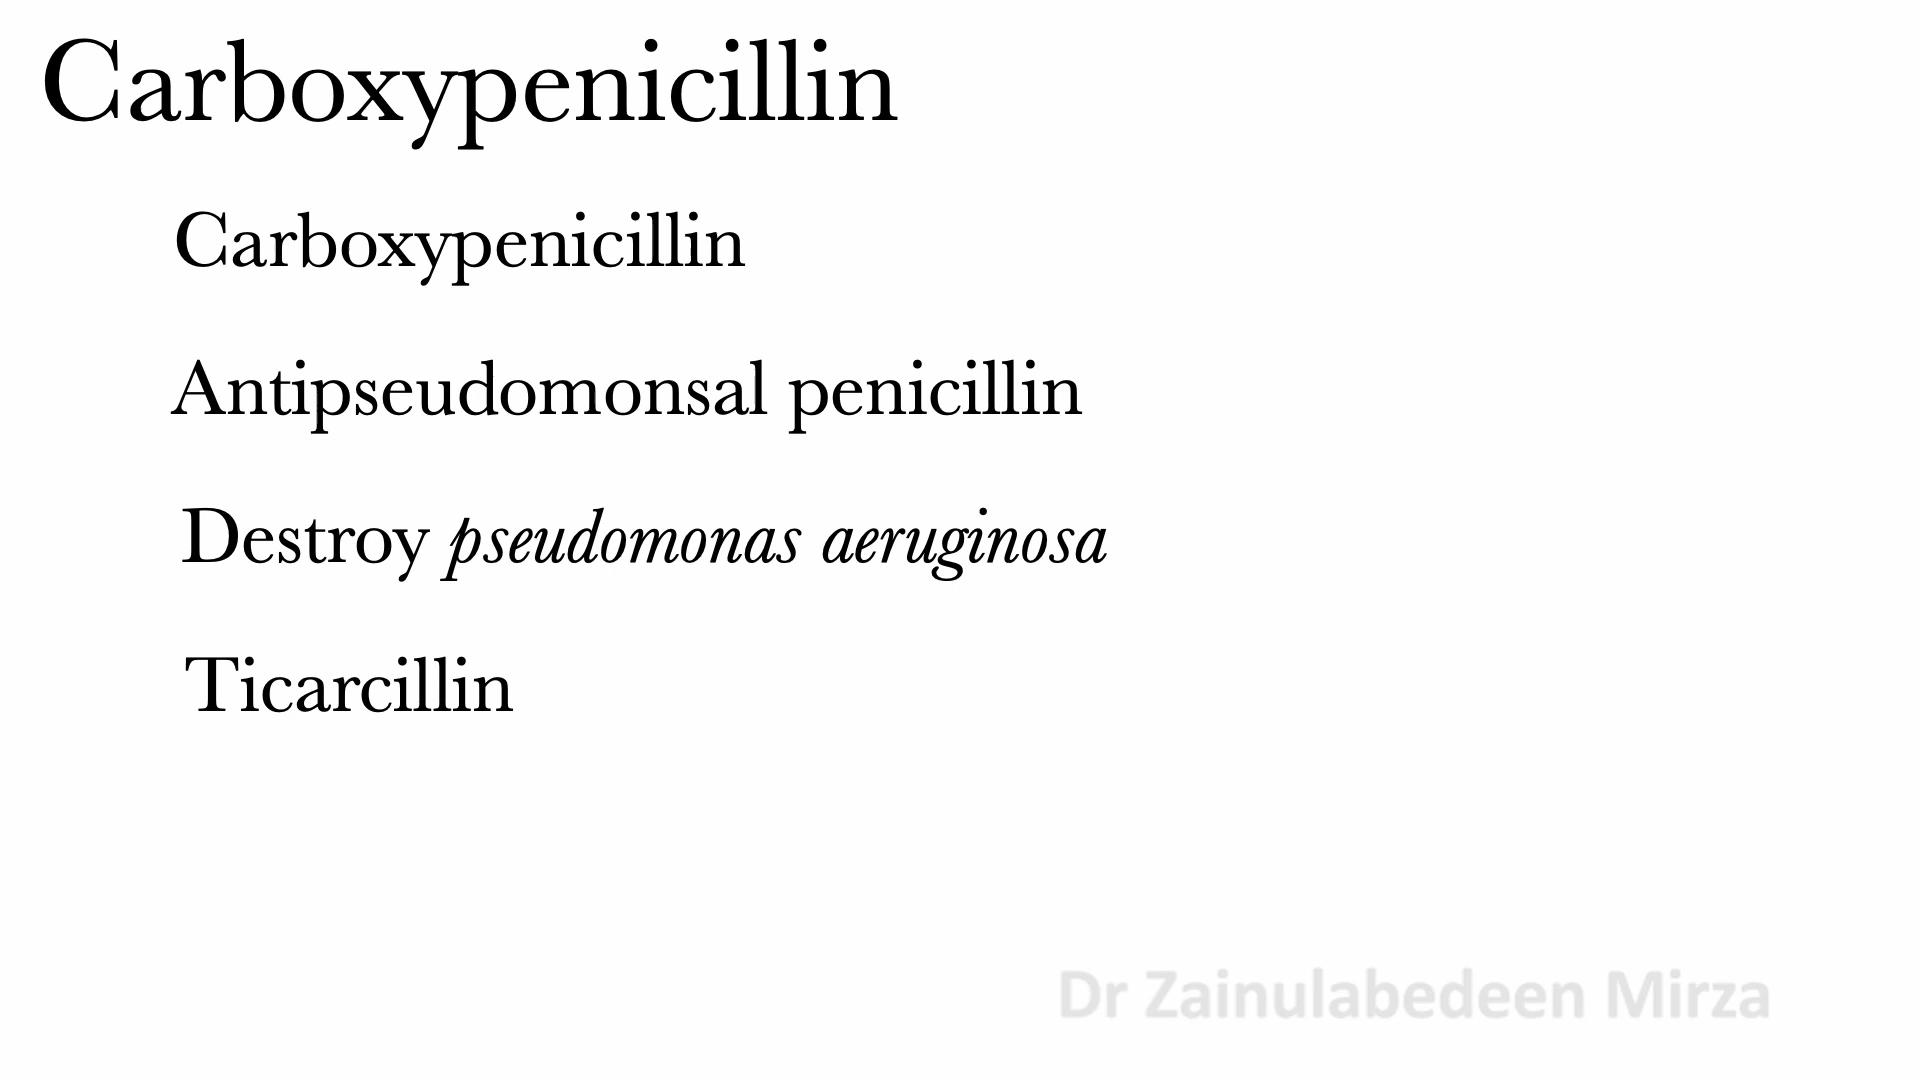 Carboxypenicillin
Carboxypenicillin
Antipseudomonsal penicillin
Destroy pseudomonas aeruginosa
Ticarcillin
Dr Zainulabedeen Mirza